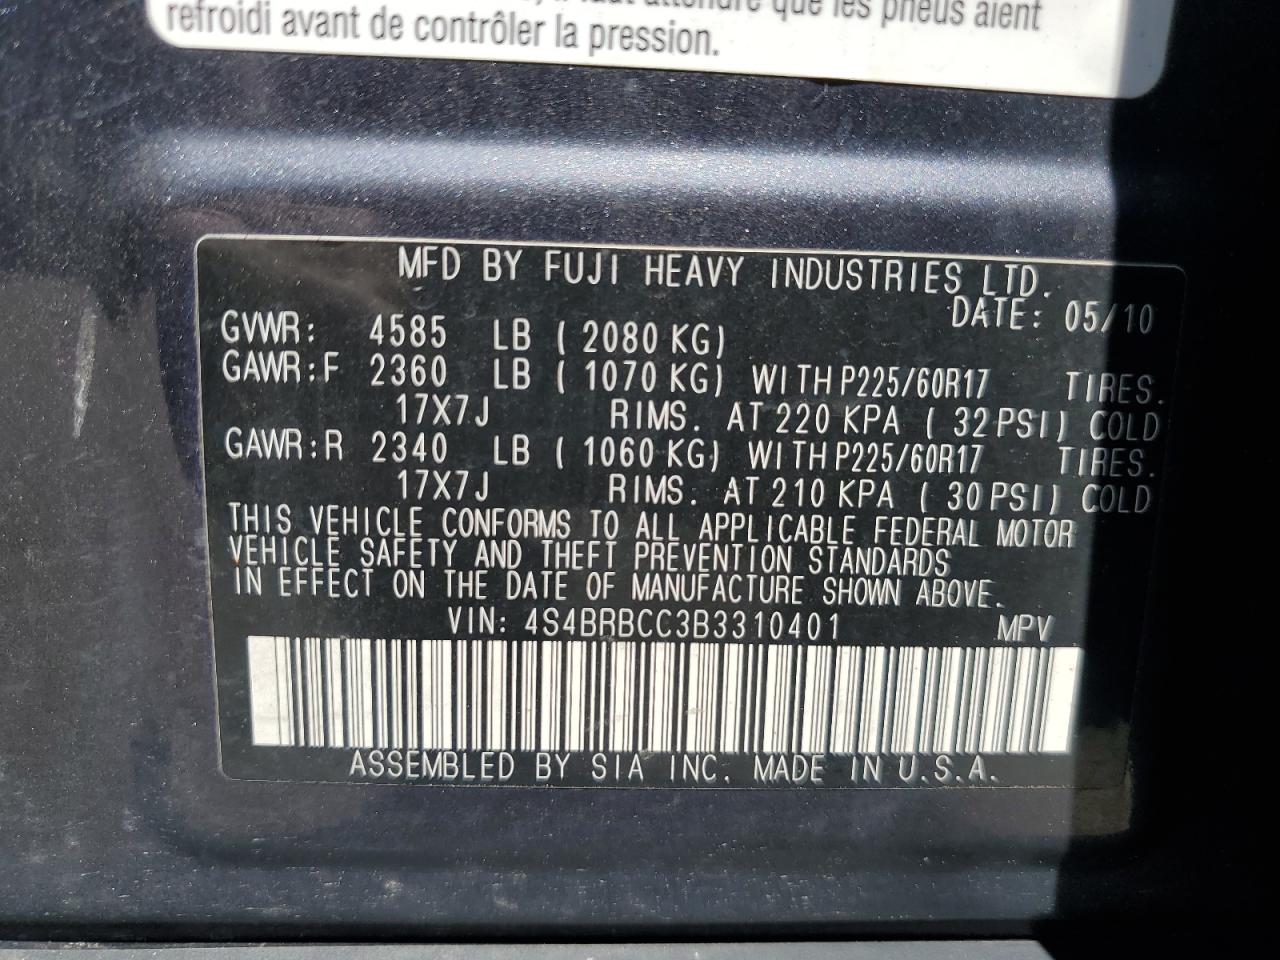 que les pneus aient
refroidi avant de contrôler la pression.
MFD BY FUJI HEAVY INDUSTRIES LTD.
DATE: 05/10
GVWR: 4585 LB ( 2080 KG)
GAWR:F 2360 LB ( 1070 KG) WITH P225/60R17 TIRES.
17X7J RIMS. AT 220 KPA ( 32 PSI) COLD
GAWR:R 2340 LB ( 1060 KG) WITH P225/60R17 TIRES.
17X7J RIMS. AT 210 KPA ( 30 PSI) COLD
THIS VEHICLE CONFORMS TO ALL APPLICABLE FEDERAL MOTOR
VEHICLE SAFETY AND THEFT PREVENTION STANDARDS
IN EFFECT ON THE DATE OF MANUFACTURE SHOWN ABOVE.
VIN: 4S4BRBCC3B3310401 MPV
ASSEMBLED BY SIA INC. MADE IN U.S.A.